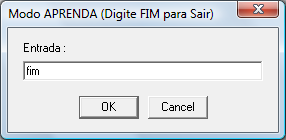 Modo APRENDA (Digite FIM para Sair)
Entrada :
fim
OK Cancel